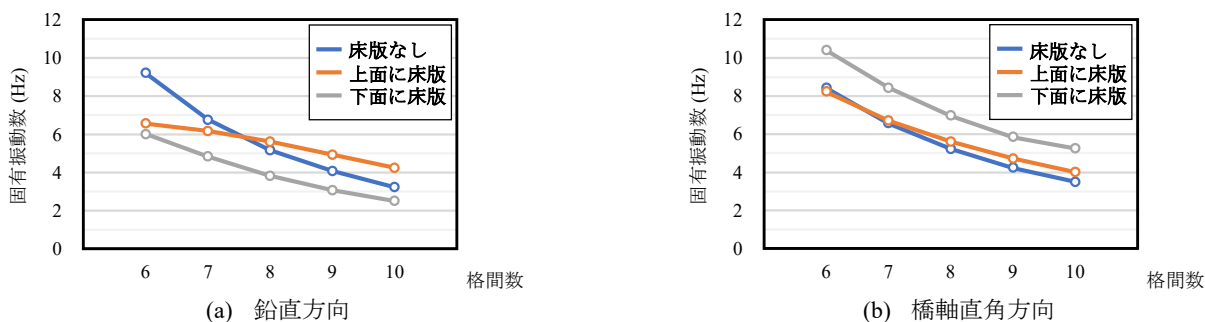 12
10
8
6
4
2
0
固有振動数 (Hz)
床版なし
上面に床版
下面に床版
6 7 8 9 10
格間数
(a) 鉛直方向
12
10
8
6
4
2
0
固有振動数 (Hz)
床版なし
上面に床版
下面に床版
6 7 8 9 10
格間数
(b) 橋軸直角方向